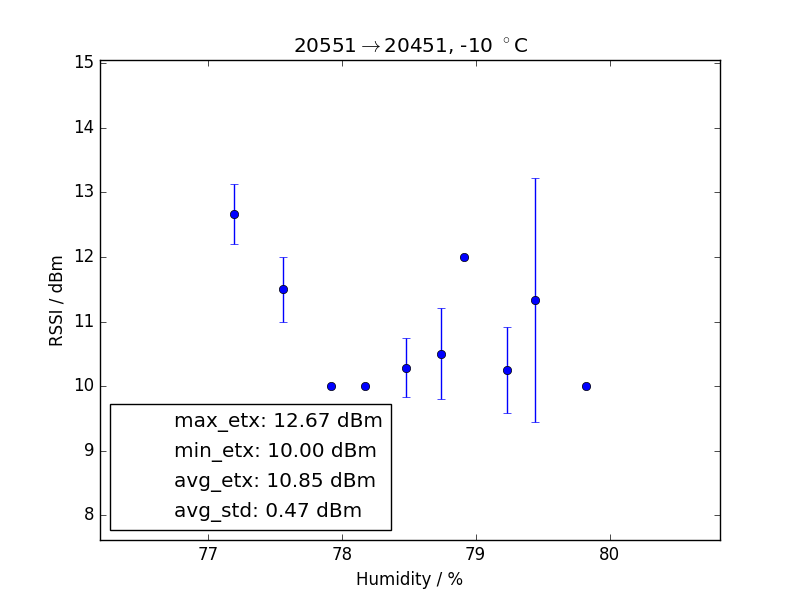 20551→20451, -10 °C
15
14
13
12
11
10
9
8
RSSI / dBm
max_etx: 12.67 dBm
min_etx: 10.00 dBm
avg_etx: 10.85 dBm
avg_std: 0.47 dBm
77 78 79 80
Humidity / %